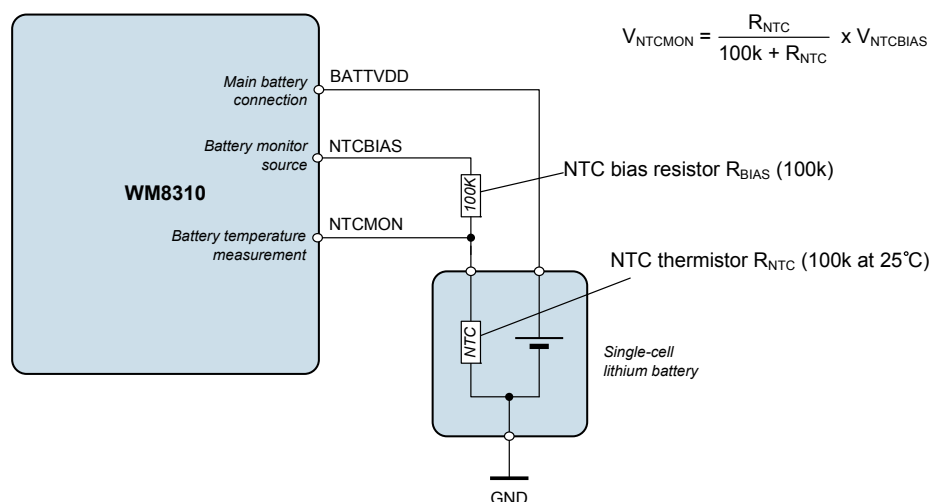 V_NTCMON = R_NTC / 100k + R_NTC x V_NTCBIAS
Main battery
connection
BATTVDD
Battery monitor
source
NTCBIAS
WM8310
100K
NTC bias resistor R_BIAS (100k)
Battery temperature
measurement
NTCMON
NTC thermistor R_NTC (100k at 25°C)
NTC
Single-cell
lithium battery
GND